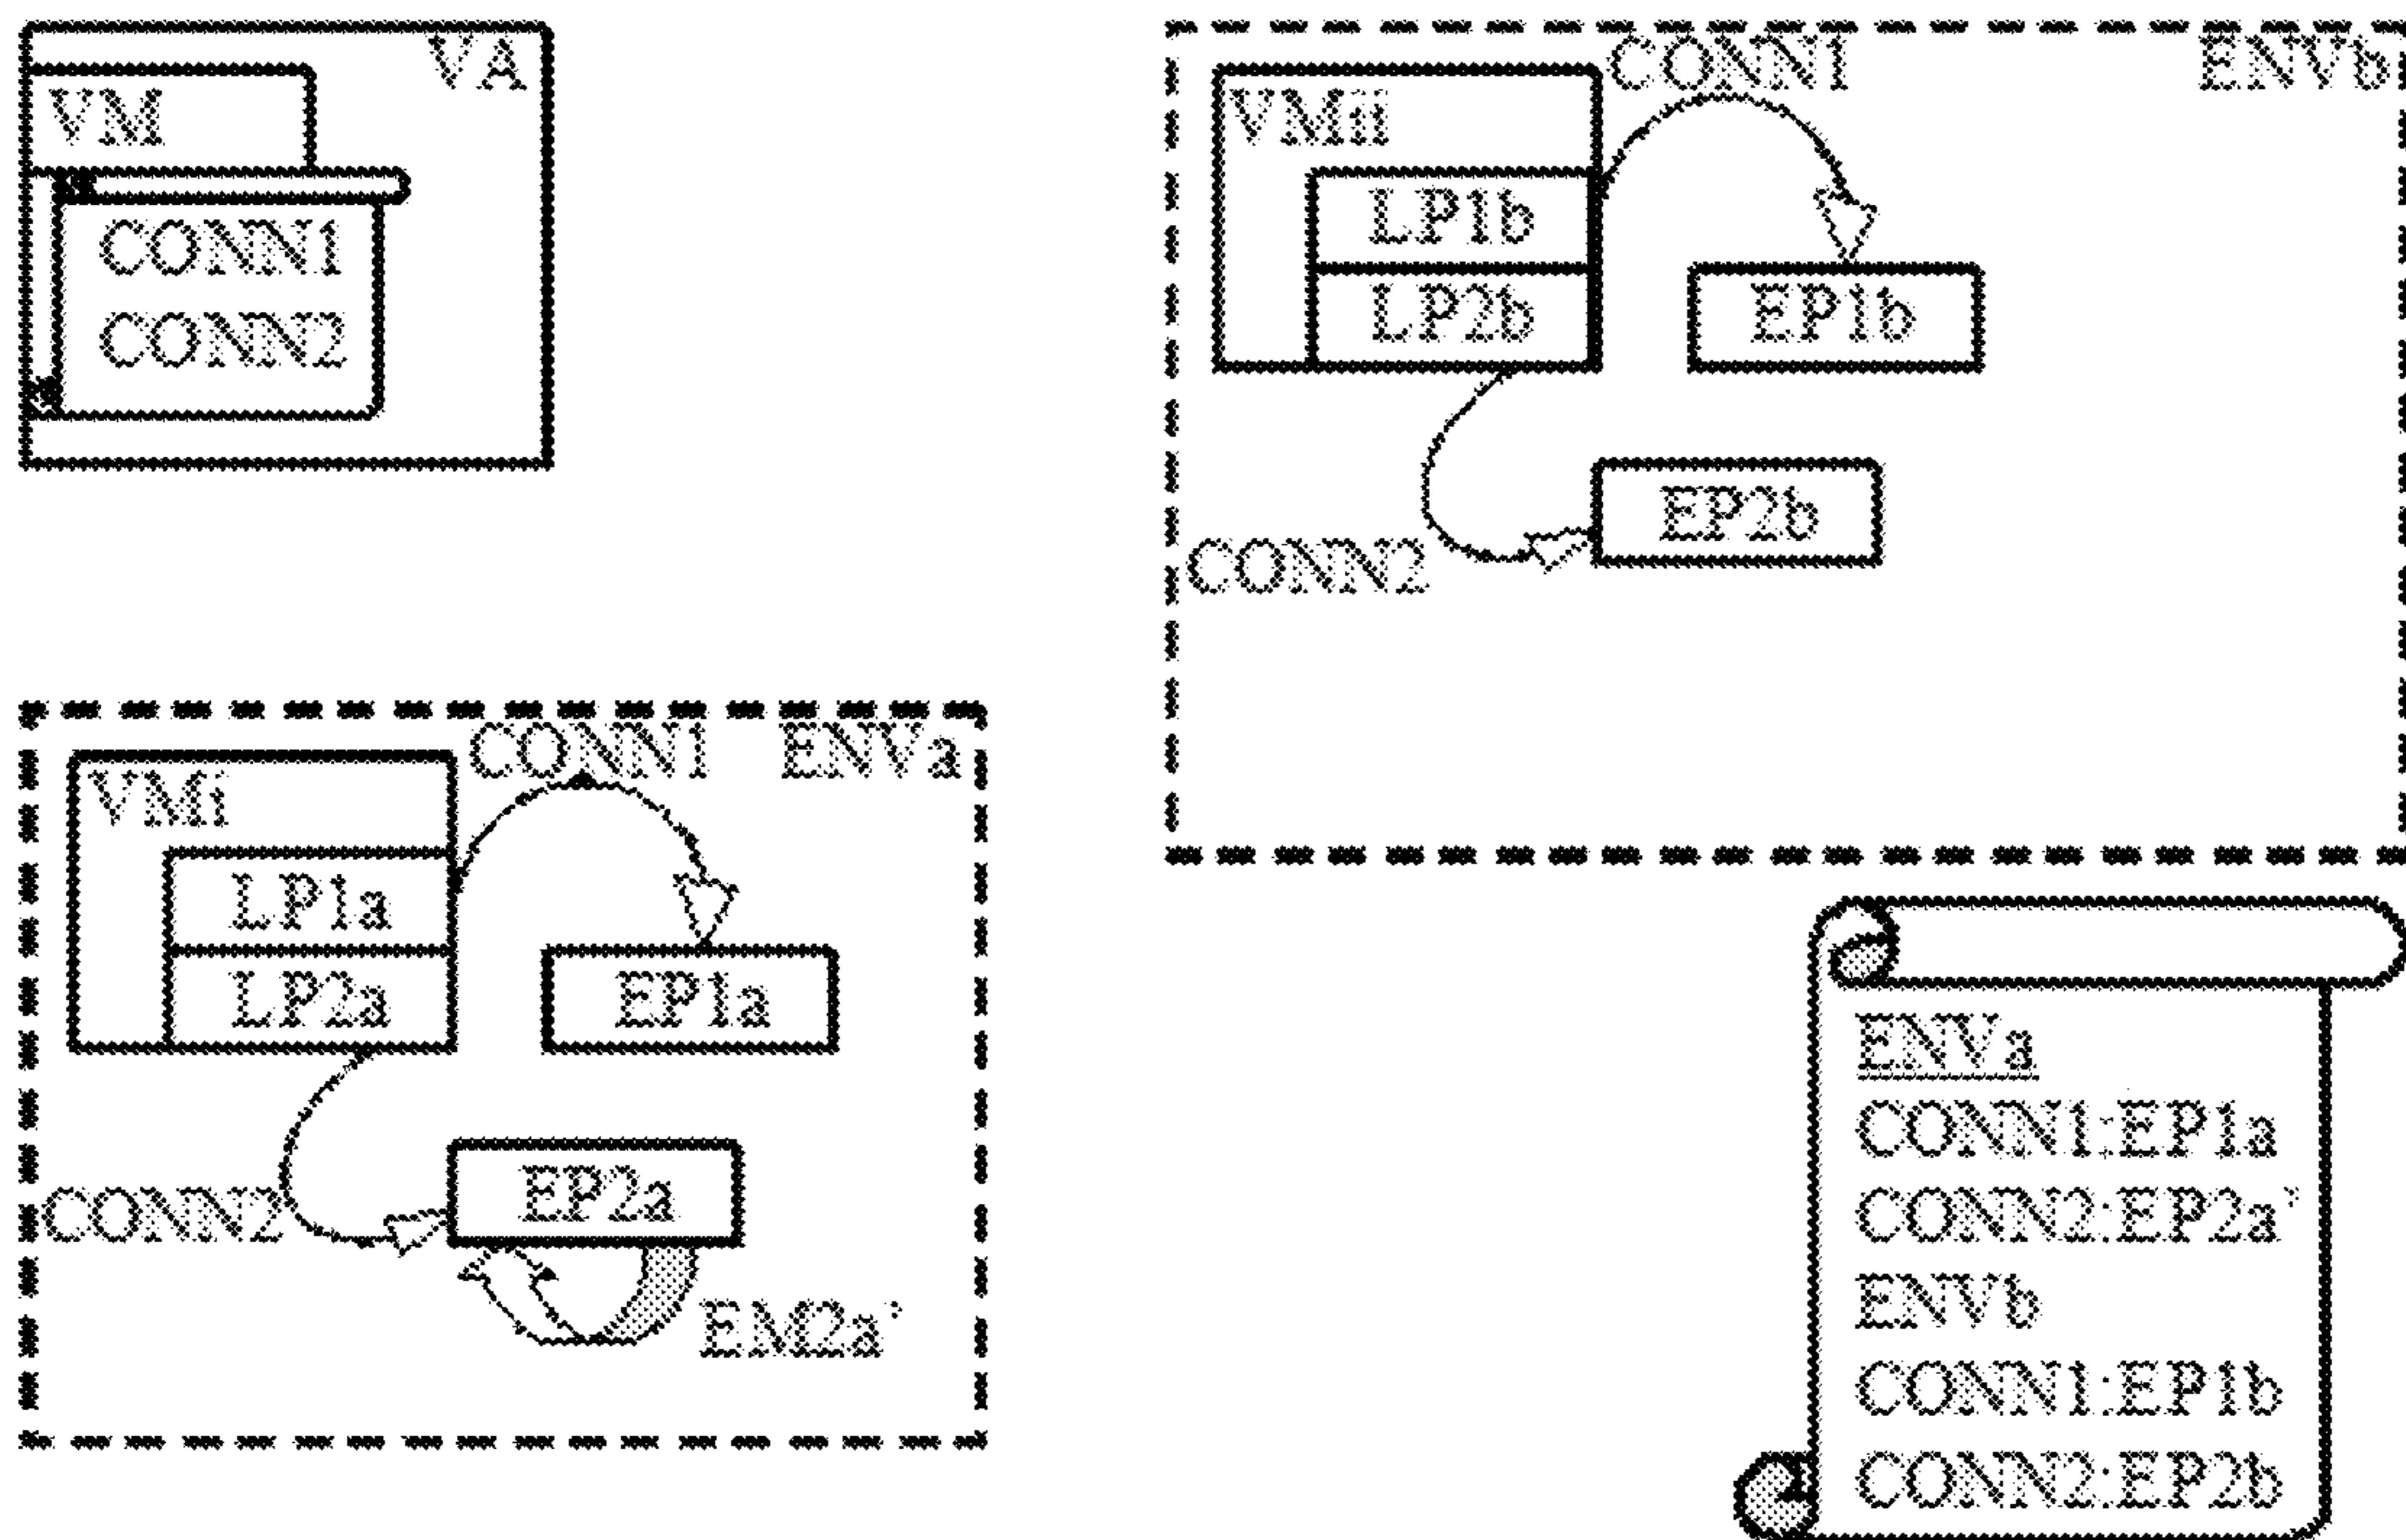 VA
VM
CONN1
CONN2
CONN1
ENVb
VMii
LP1b
LP2b
EP1b
EP2b
CONN2
CONN1
ENVa
VMi
LP1a
LP2a
EP1a
EP2a
CONN2
EM2a'
ENVa
CONN1:EP1a
CONN2:EP2a'
ENVb
CONN1:EP1b
CONN2:EP2b